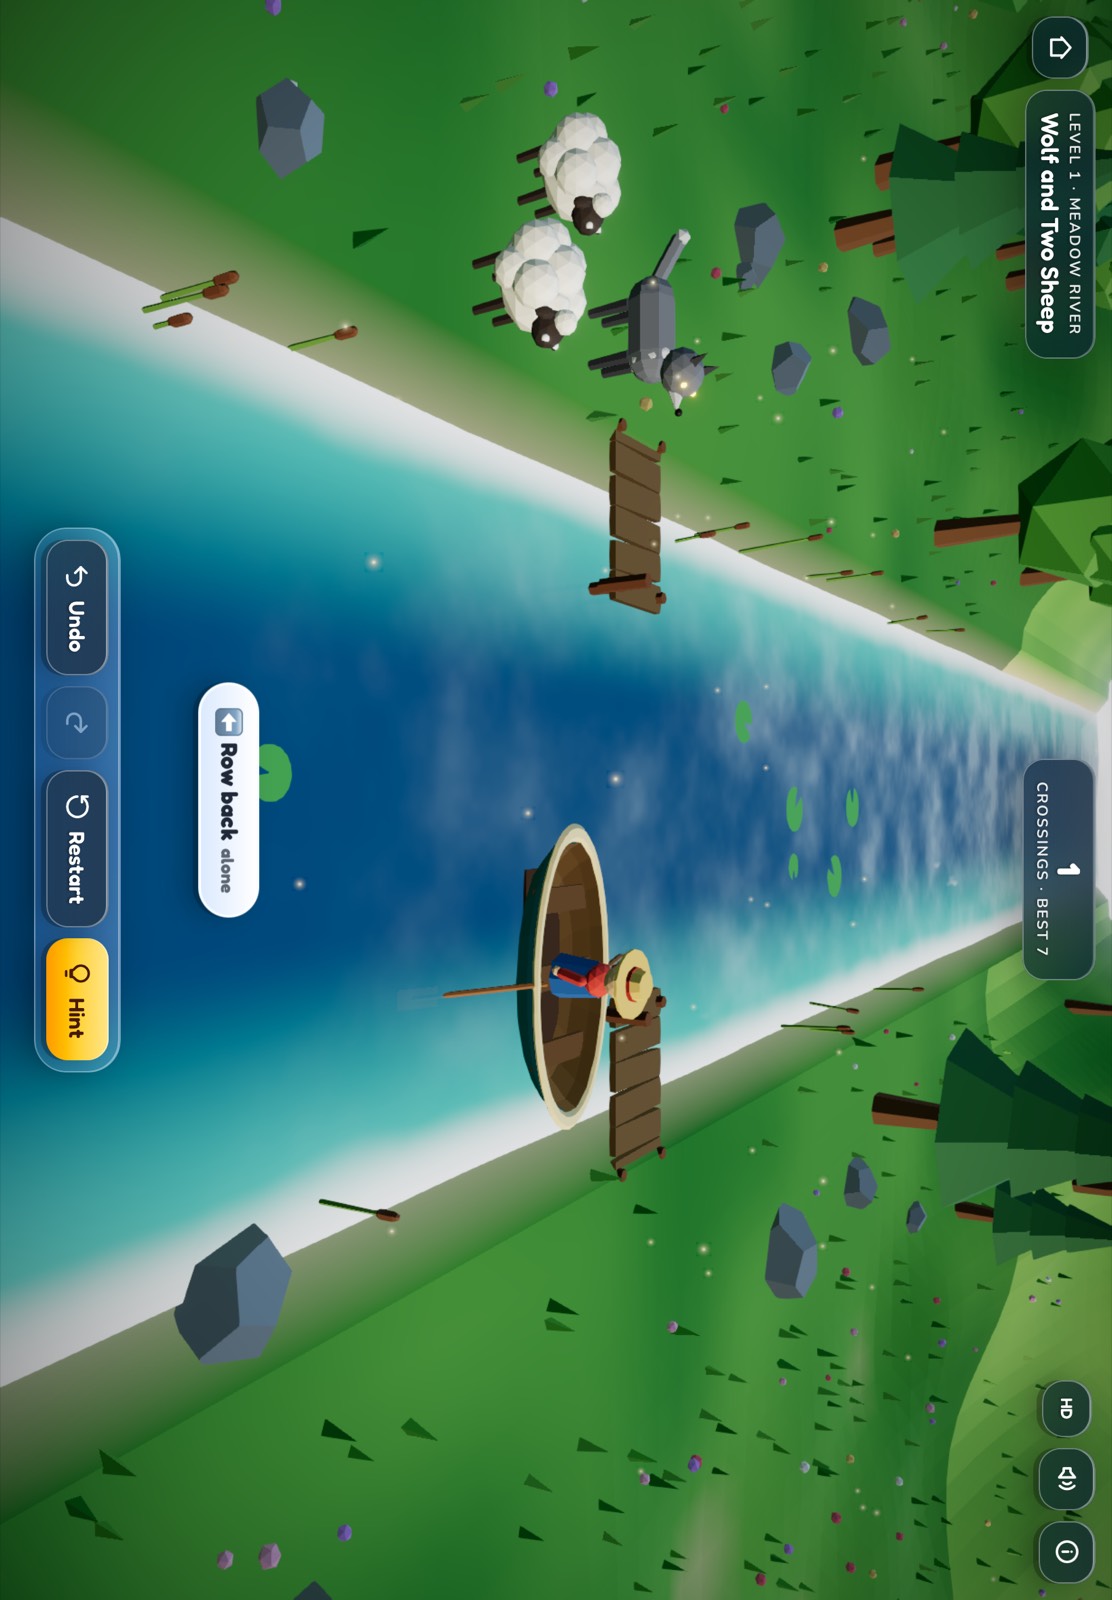 LEVEL 1 · MEADOW RIVER
Wolf and Two Sheep
1
CROSSINGS · BEST 7
HD
Row back alone
Undo
Restart
Hint